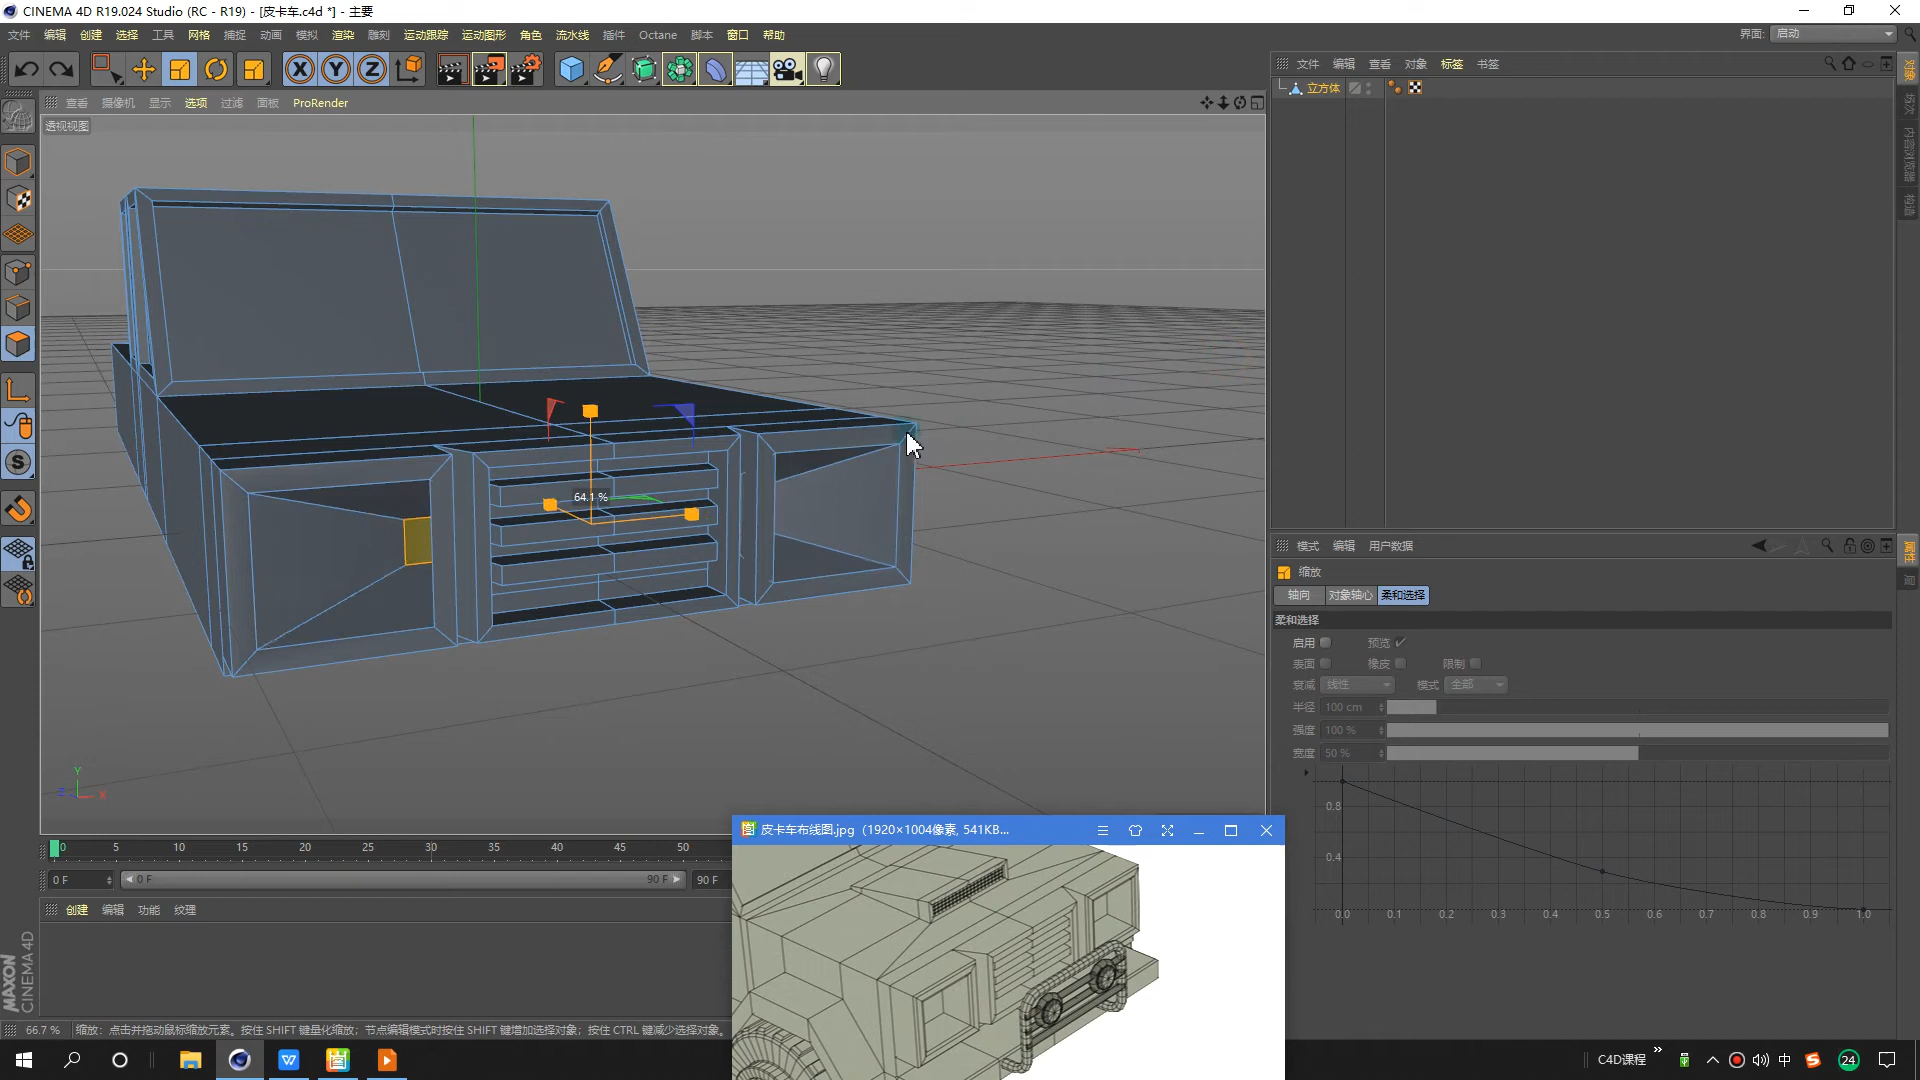 CINEMA 4D R19.024 Studio (RC - R19) - [皮卡车.c4d *] - 主要
文件 编辑 创建 选择 工具 网格 捕捉 动画 模拟 渲染 雕刻 运动跟踪 运动图形 角色 流水线 插件 Octane 脚本 窗口 帮助
界面: 启动
X Y Z
文件 编辑 查看 对象 标签 书签
立方体
查看 摄像机 显示 选项 过滤 面板 ProRender
透视视图
64.1 %
Y
Z X
对象
场次
内容浏览器
构造
模式 编辑 用户数据
缩放
轴向 对象轴心 柔和选择
柔和选择
启用 预览
表面 橡皮 限制
衰减 线性 模式 全部
半径 100 cm
强度 100 %
宽度 50 %
0.8
0.4
0.0 0.1 0.2 0.3 0.4 0.5 0.6 0.7 0.8 0.9 1.0
属性
层
皮卡车布线图.jpg (1920×1004像素, 541KB...
0 5 10 15 20 25 30 35 40 45 50
0 F 0 F 90 F 90 F
创建 编辑 功能 纹理
MAXON
CINEMA 4D
66.7 % 缩放：点击并拖动鼠标缩放元素。按住 SHIFT 键量化缩放；节点编辑模式时按住 SHIFT 键增加选择对象；按住 CTRL 键减少选择对象。
C4D课程 中 24